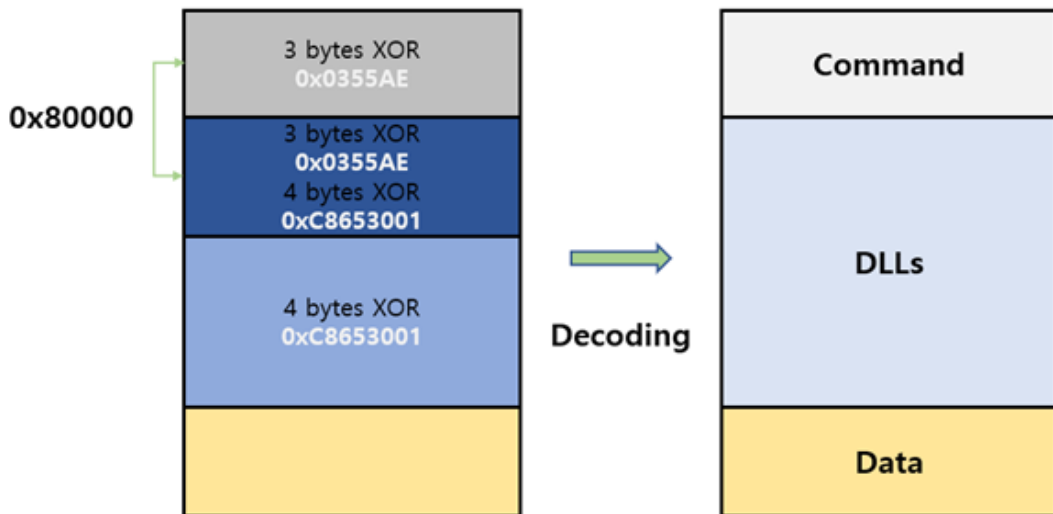 0x80000
3 bytes XOR
0x0355AE
3 bytes XOR
0x0355AE
4 bytes XOR
0xC8653001
4 bytes XOR
0xC8653001
Decoding
Command
DLLs
Data